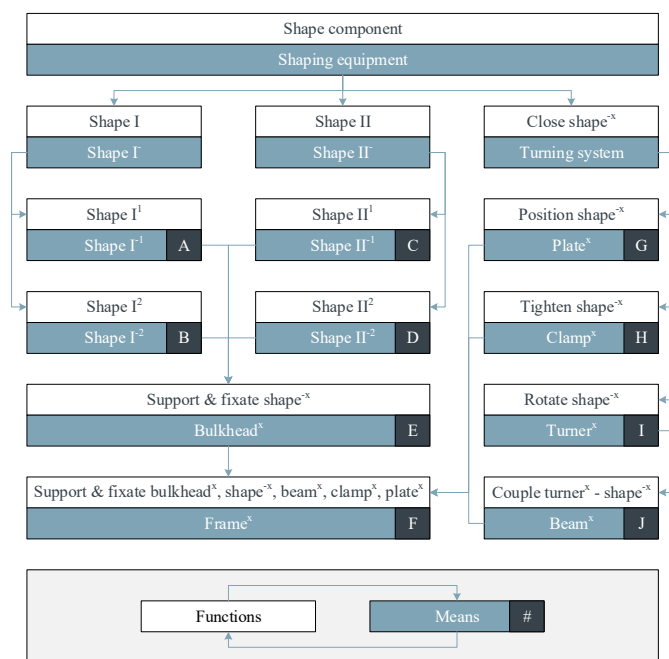 Shape component
Shaping equipment
Shape I
Shape I⁻
Shape II
Shape II⁻
Close shape⁻ˣ
Turning system
Shape I¹
Shape I⁻¹ A
Shape II¹
Shape II⁻¹ C
Position shape⁻ˣ
Plateˣ G
Shape I²
Shape I⁻² B
Shape II²
Shape II⁻² D
Tighten shape⁻ˣ
Clampˣ H
Support & fixate shape⁻ˣ
Bulkheadˣ E
Rotate shape⁻ˣ
Turnerˣ I
Support & fixate bulkheadˣ, shape⁻ˣ, beamˣ, clampˣ, plateˣ
Frameˣ F
Couple turnerˣ - shape⁻ˣ
Beamˣ J
Functions
Means #